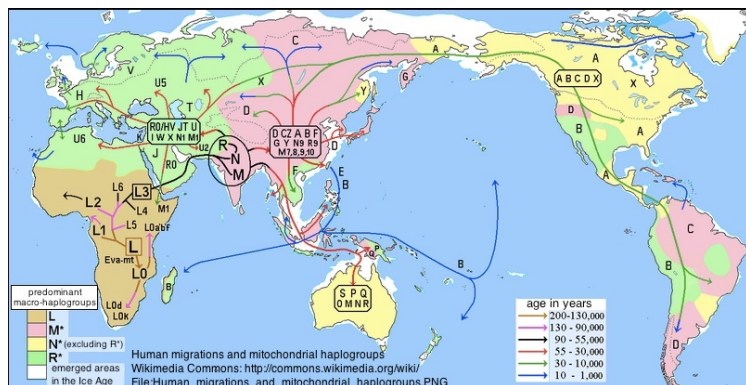 C
A
A
V
U5
X
G
A
X
A B C D X
H
T
Y
D
D
B
A
K
R0/HV JT U
I W X N1 M1
D CZ A B F
G Y N9 R9
M7,8,9,10
D
U6
J
R0
U2
R
N
M
F
E
B
A
L3
L2
L6
L4
M1
L1
L5
L0abf
L
Eva-mt
L0
B
L0d
L0k
P
Q
B
C
B
D
S P Q
O M N R
predominant
macro-haplogroups
L
M*
N* (excluding R*)
R*
emerged areas
in the Ice Age
Human migrations and mitochondrial haplogroups
Wikimedia Commons: http://commons.wikimedia.org/wiki/
File:Human_migrations_and_mitochondrial_haplogroups.PNG
age in years
200-130,000
130 - 90,000
90 - 55,000
55 - 30,000
30 - 10,000
10 - 1,000